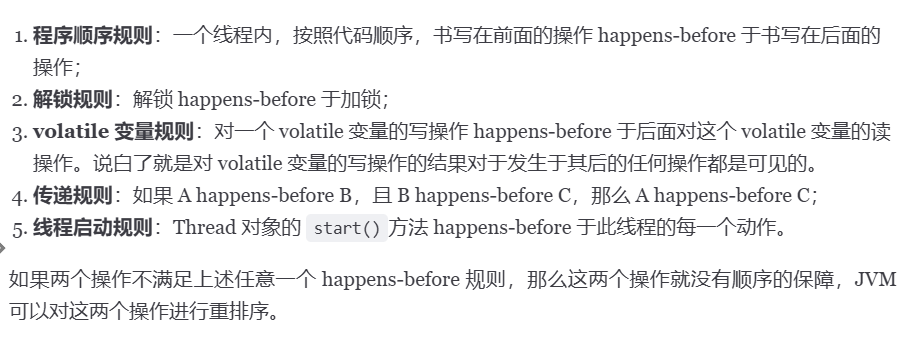 1. 程序顺序规则：一个线程内，按照代码顺序，书写在前面的操作 happens-before 于书写在后面的
操作；
2. 解锁规则：解锁 happens-before 于加锁；
3. volatile 变量规则：对一个 volatile 变量的写操作 happens-before 于后面对这个 volatile 变量的读
操作。说白了就是对 volatile 变量的写操作的结果对于发生于其后的任何操作都是可见的。
4. 传递规则：如果 A happens-before B，且 B happens-before C，那么 A happens-before C；
5. 线程启动规则：Thread 对象的 start() 方法 happens-before 于此线程的每一个动作。
如果两个操作不满足上述任意一个 happens-before 规则，那么这两个操作就没有顺序的保障，JVM
可以对这两个操作进行重排序。